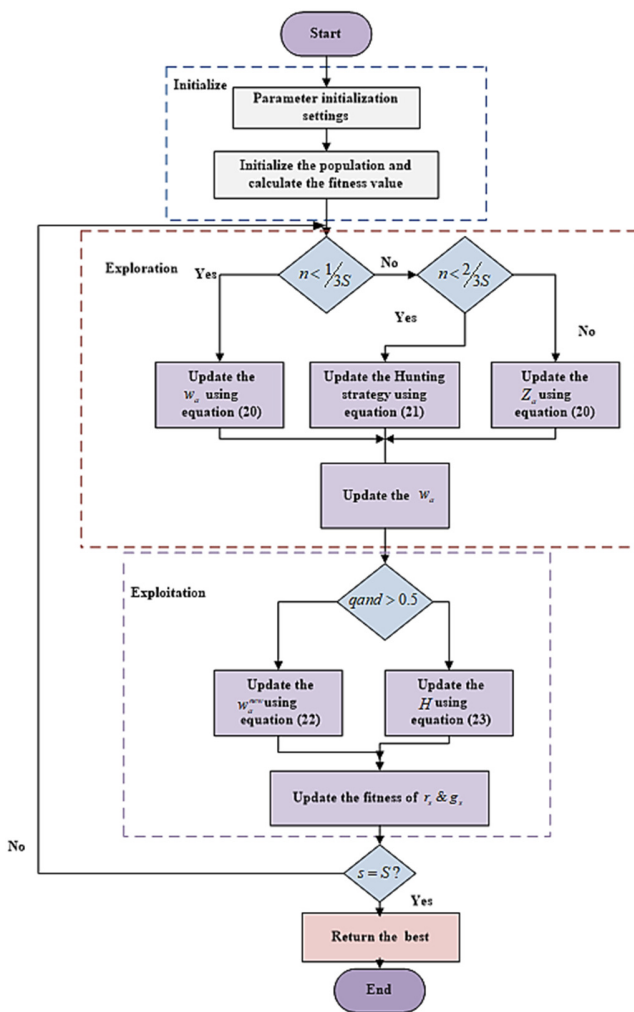 Start
Initialize
Parameter initialization
settings
Initialize the population and
calculate the fitness value
Exploration
Yes
n < 1/3S
No
n < 2/3S
Yes
No
Update the
w_a using
equation (20)
Update the Hunting
strategy using
equation (21)
Update the
Z_a using
equation (20)
Update the w_a
Exploitation
qand > 0.5
Update the
w_a^new using
equation (22)
Update the
H using
equation (23)
Update the fitness of r_s & g_s
No
s = S ?
Yes
Return the best
End